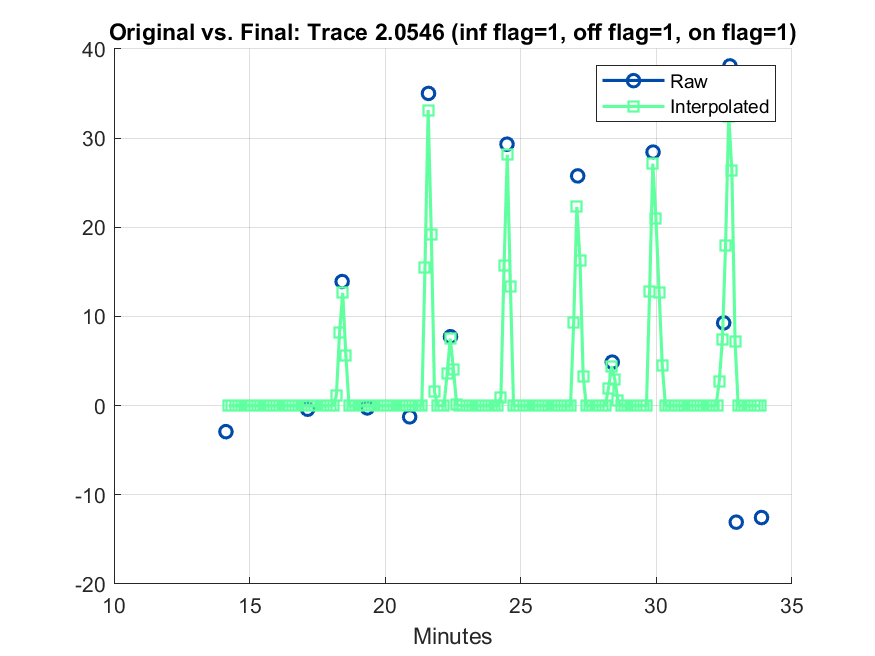 Original vs. Final: Trace 2.0546 (inf flag=1, off flag=1, on flag=1)
40
30
20
10
0
-10
-20
Raw
Interpolated
10 15 20 25 30 35
Minutes